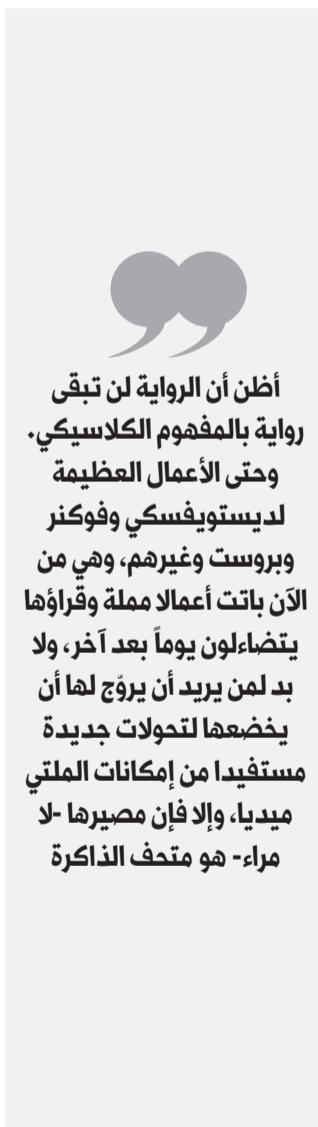 أظن أن الرواية لن تبقى
رواية بالمفهوم الكلاسيكي.
وحتى الأعمال العظيمة
لديستويفسكي وفوكنر
وبروست وغيرهم، وهي من
الآن باتت أعمالا مملة وقراؤها
يتضاءلون يوماً بعد آخر، ولا
بد لمن يريد أن يروّج لها أن
يخضعها لتحولات جديدة
مستفيدا من إمكانات الملتي
ميديا، وإلا فإن مصيرها -لا
مراء- هو متحف الذاكرة